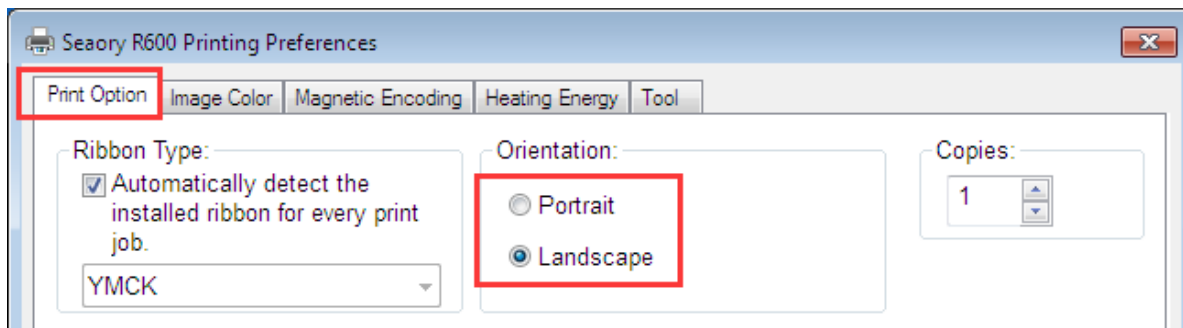 Seaory R600 Printing Preferences
Print Option Image Color Magnetic Encoding Heating Energy Tool
Ribbon Type:
Automatically detect the
installed ribbon for every print
job.
YMCK
Orientation:
Portrait
Landscape
Copies:
1